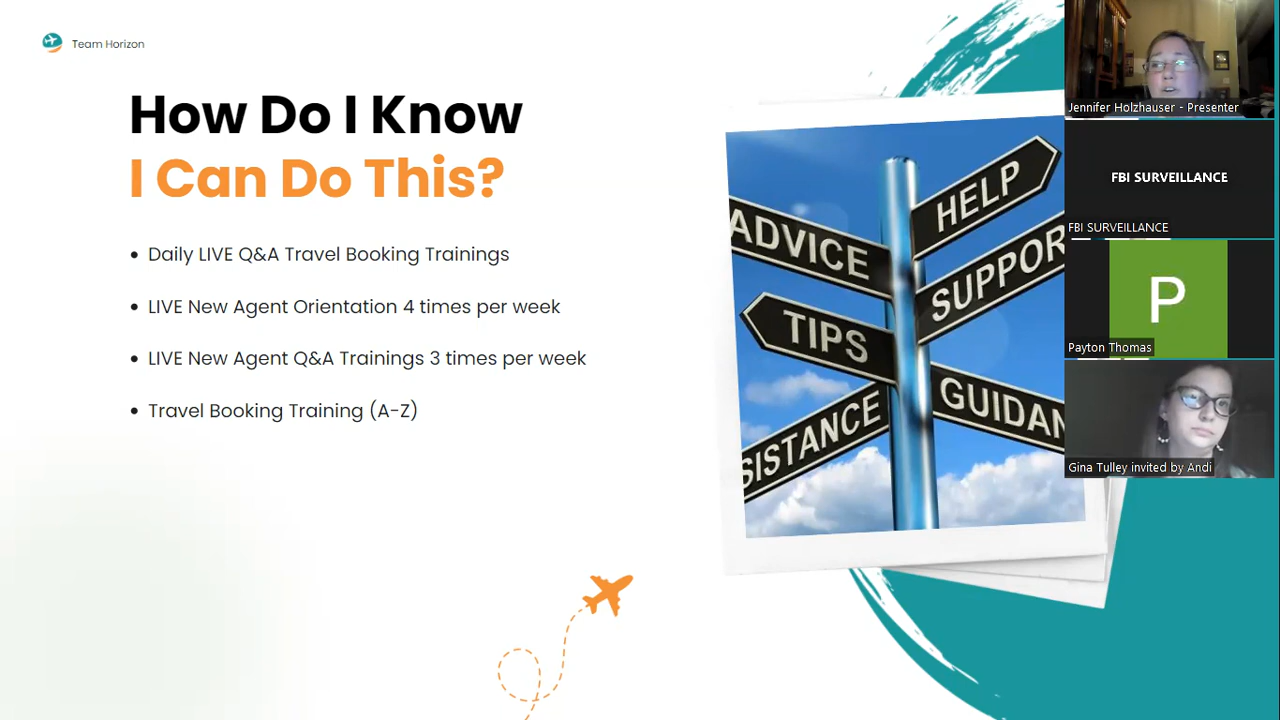 Team Horizon
How Do I Know
I Can Do This?
• Daily LIVE Q&A Travel Booking Trainings
• LIVE New Agent Orientation 4 times per week
• LIVE New Agent Q&A Trainings 3 times per week
• Travel Booking Training (A-Z)
HELP
ADVICE
SUPPOR
TIPS
GUIDAN
SISTANCE
Jennifer Holzhauser - Presenter
FBI SURVEILLANCE
FBI SURVEILLANCE
P
Payton Thomas
Gina Tulley invited by Andi